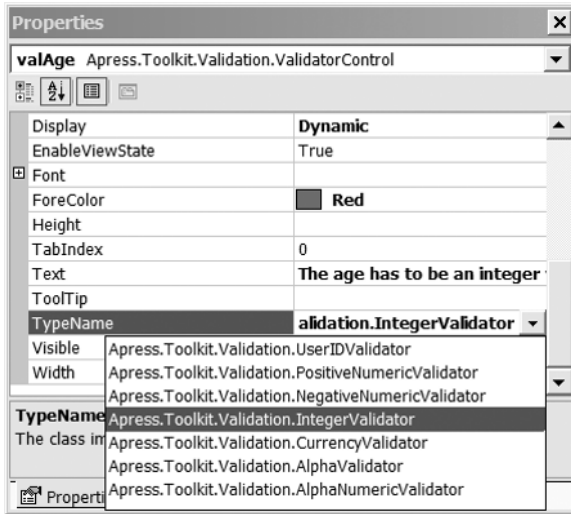 Properties
valAge Apress.Toolkit.Validation.ValidatorControl
Display Dynamic
EnableViewState True
Font
ForeColor Red
Height
TabIndex 0
Text The age has to be an integer
ToolTip
TypeName alidation.IntegerValidator
Visible
Width
Apress.Toolkit.Validation.UserIDValidator
Apress.Toolkit.Validation.PositiveNumericValidator
Apress.Toolkit.Validation.NegativeNumericValidator
Apress.Toolkit.Validation.IntegerValidator
Apress.Toolkit.Validation.CurrencyValidator
Apress.Toolkit.Validation.AlphaValidator
Apress.Toolkit.Validation.AlphaNumericValidator
TypeName
The class im
Properti